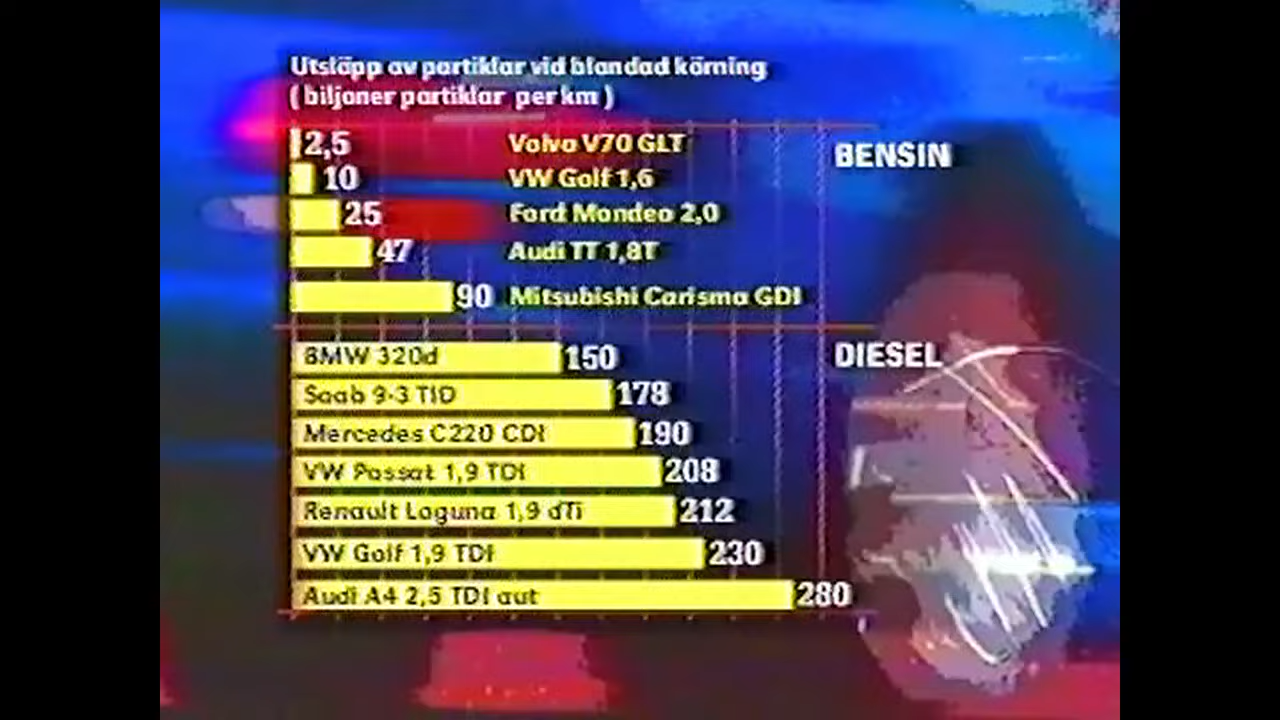 Utsläpp av partiklar vid blandad körning
( biljoner partiklar per km )
2,5 Volvo V70 GLT
BENSIN
10 VW Golf 1,6
25 Ford Mondeo 2,0
47 Audi TT 1,8T
90 Mitsubishi Carisma GDI
BMW 320d 150
DIESEL
Saab 9-3 TID 178
Mercedes C220 CDI 190
VW Passat 1,9 TDI 208
Renault Laguna 1,9 dTi 212
VW Golf 1,9 TDI 230
Audi A4 2,5 TDI aut 280